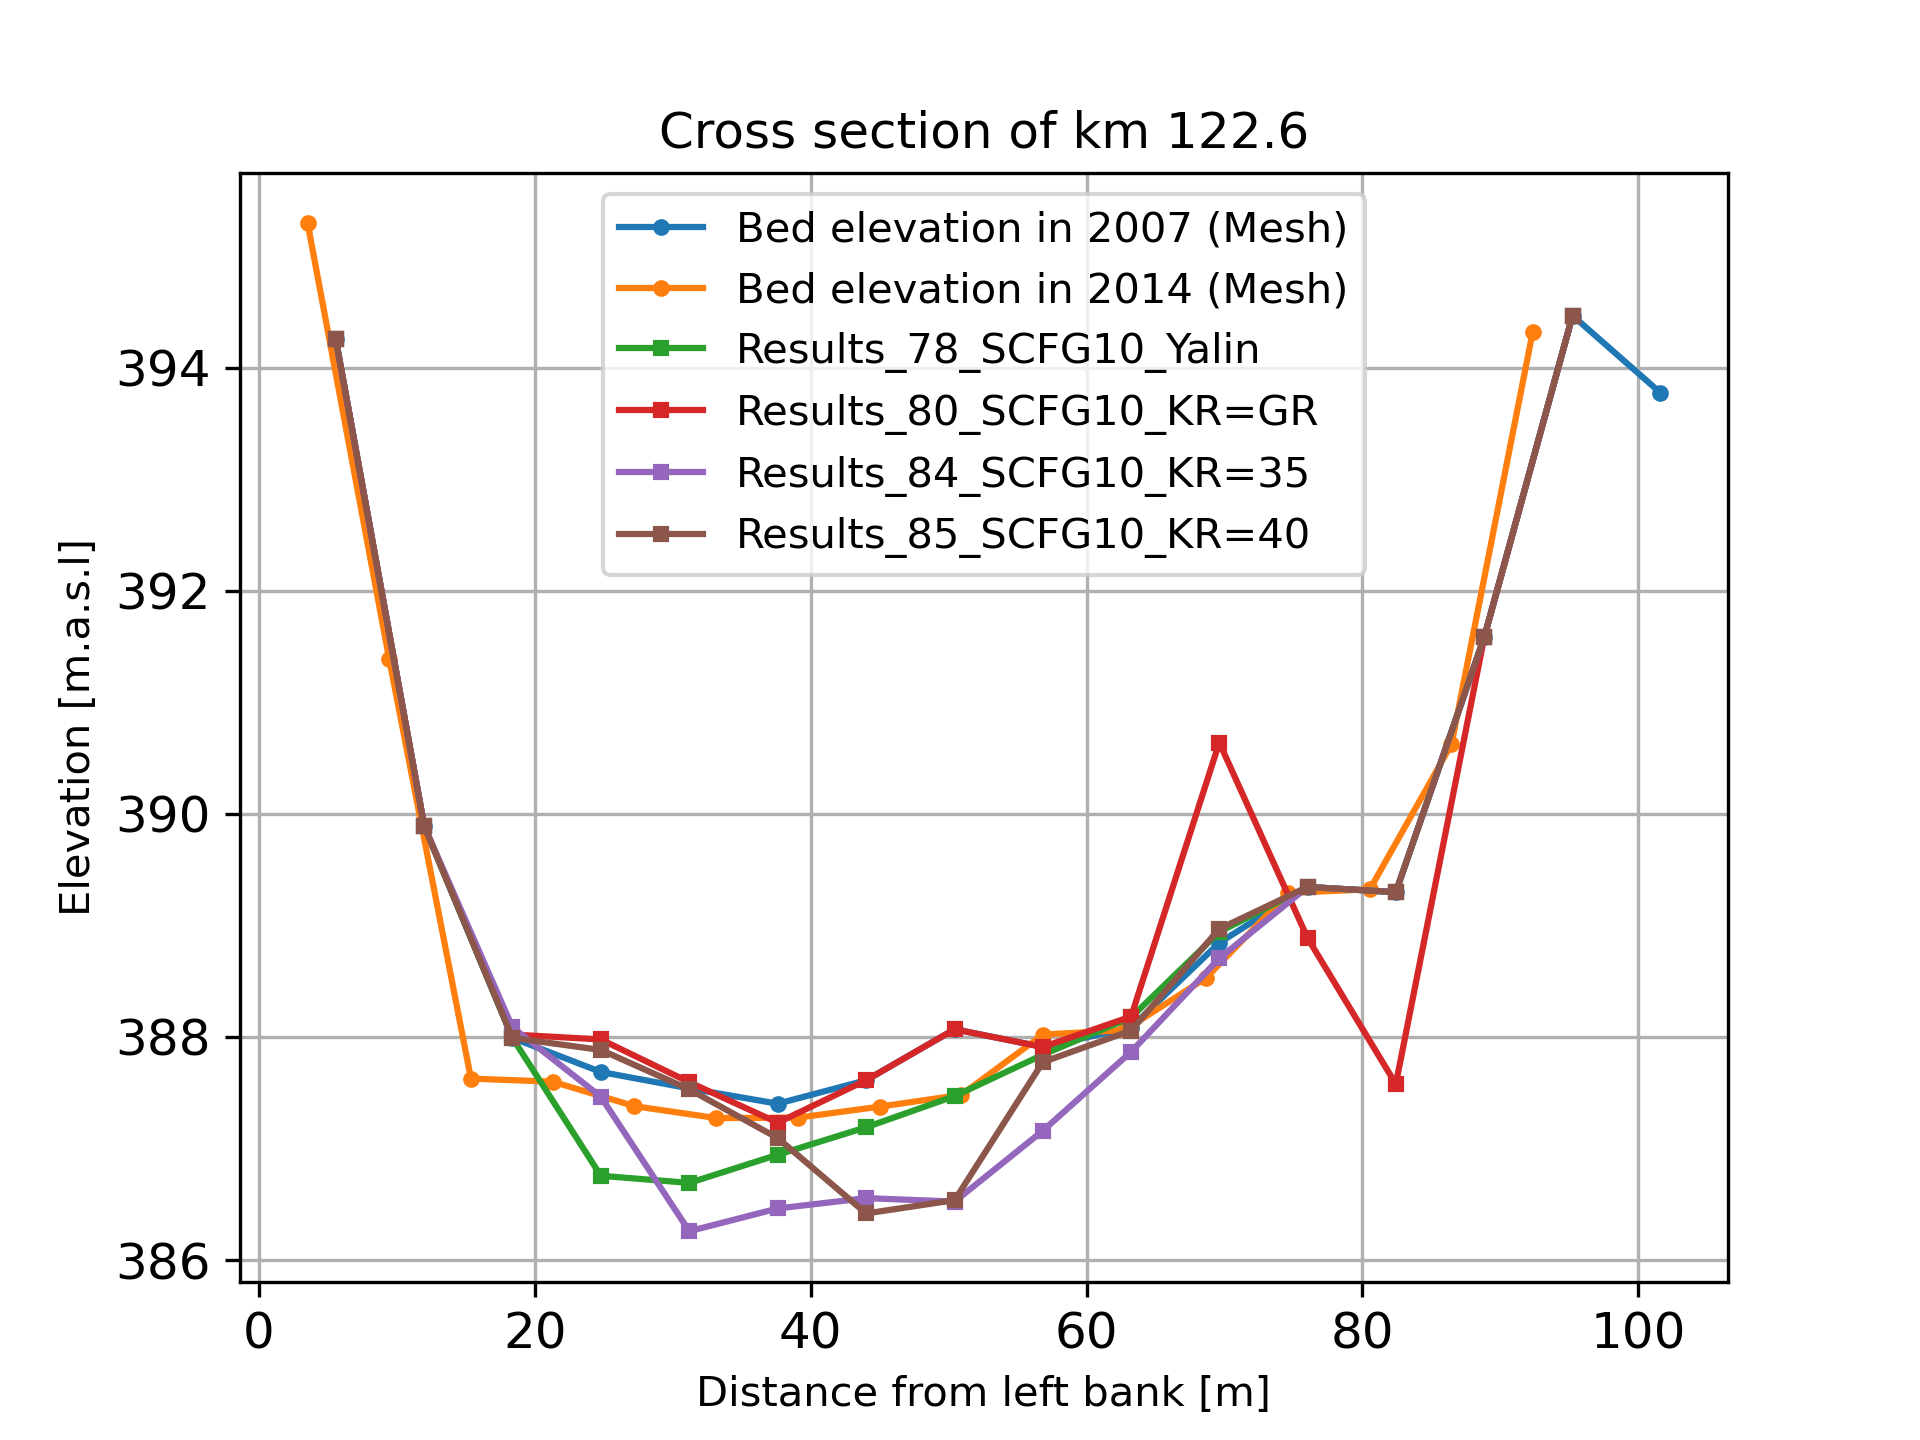 Cross section of km 122.6
Bed elevation in 2007 (Mesh)
Bed elevation in 2014 (Mesh)
Results_78_SCFG10_Yalin
Results_80_SCFG10_KR=GR
Results_84_SCFG10_KR=35
Results_85_SCFG10_KR=40
Elevation [m.a.s.l]
394
392
390
388
386
0 20 40 60 80 100
Distance from left bank [m]